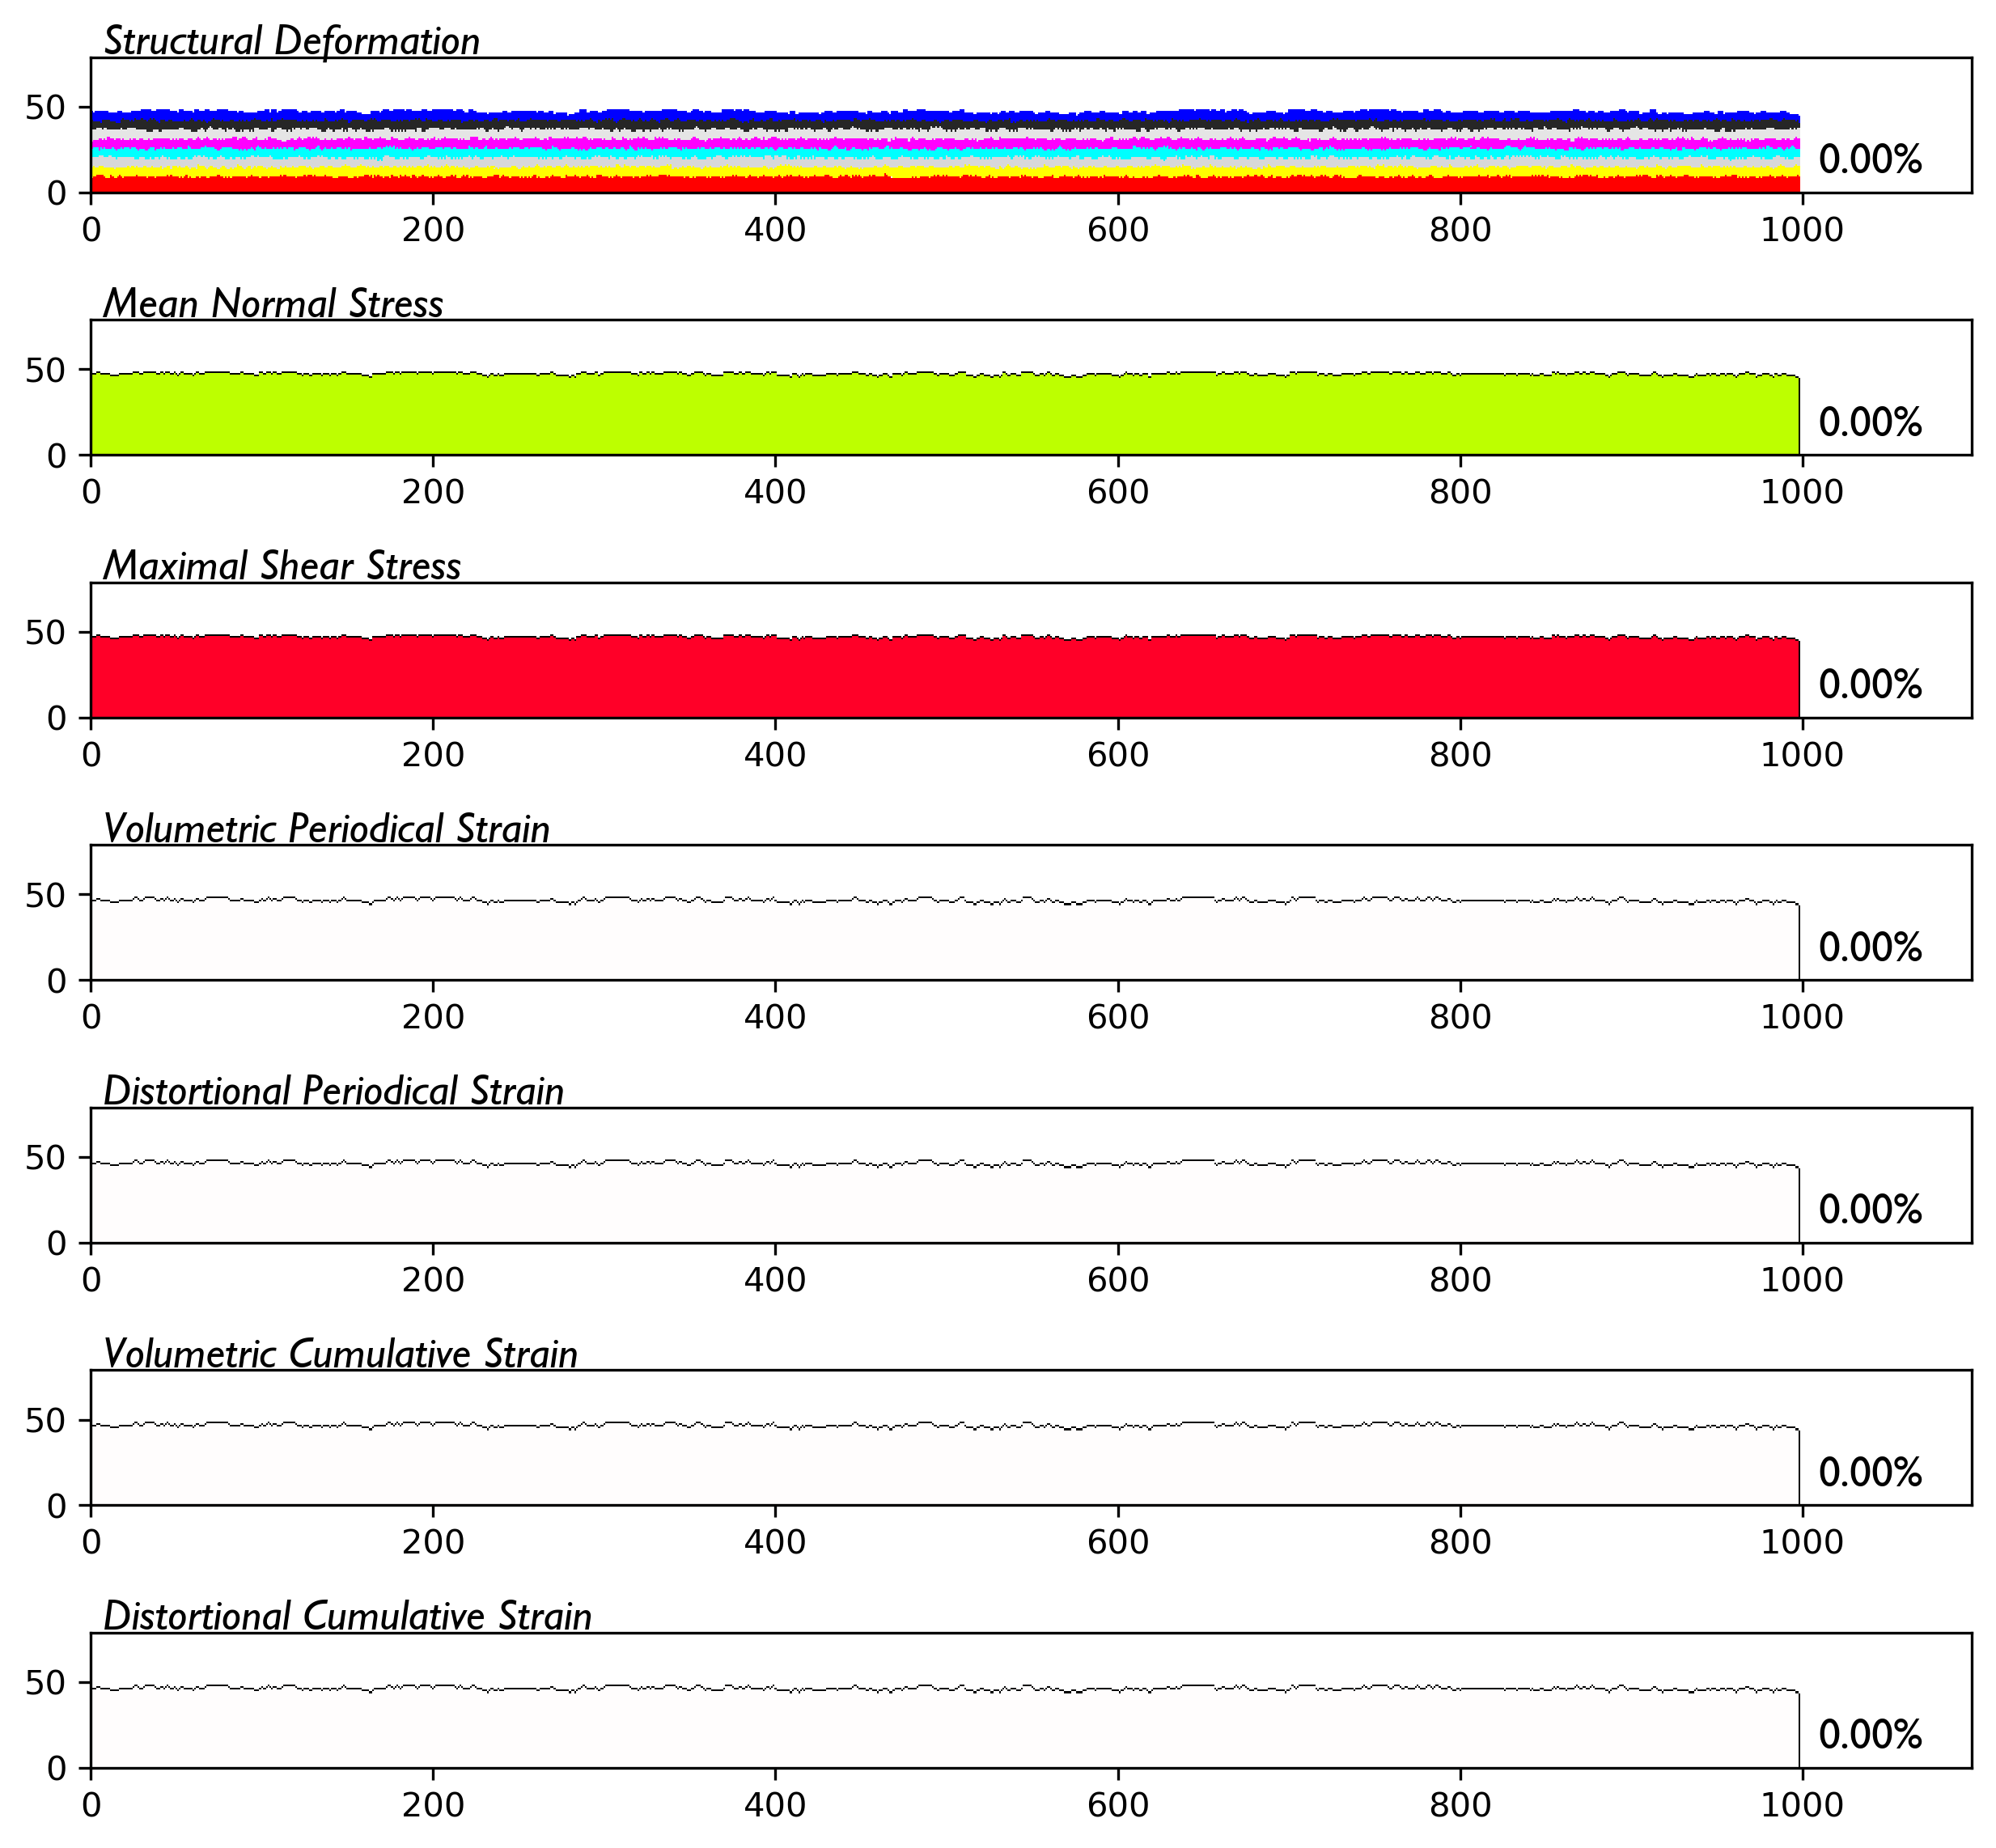 Structural Deformation
50
0
0.00%
0 200 400 600 800 1000
Mean Normal Stress
50
0
0.00%
0 200 400 600 800 1000
Maximal Shear Stress
50
0
0.00%
0 200 400 600 800 1000
Volumetric Periodical Strain
50
0
0.00%
0 200 400 600 800 1000
Distortional Periodical Strain
50
0
0.00%
0 200 400 600 800 1000
Volumetric Cumulative Strain
50
0
0.00%
0 200 400 600 800 1000
Distortional Cumulative Strain
50
0
0.00%
0 200 400 600 800 1000